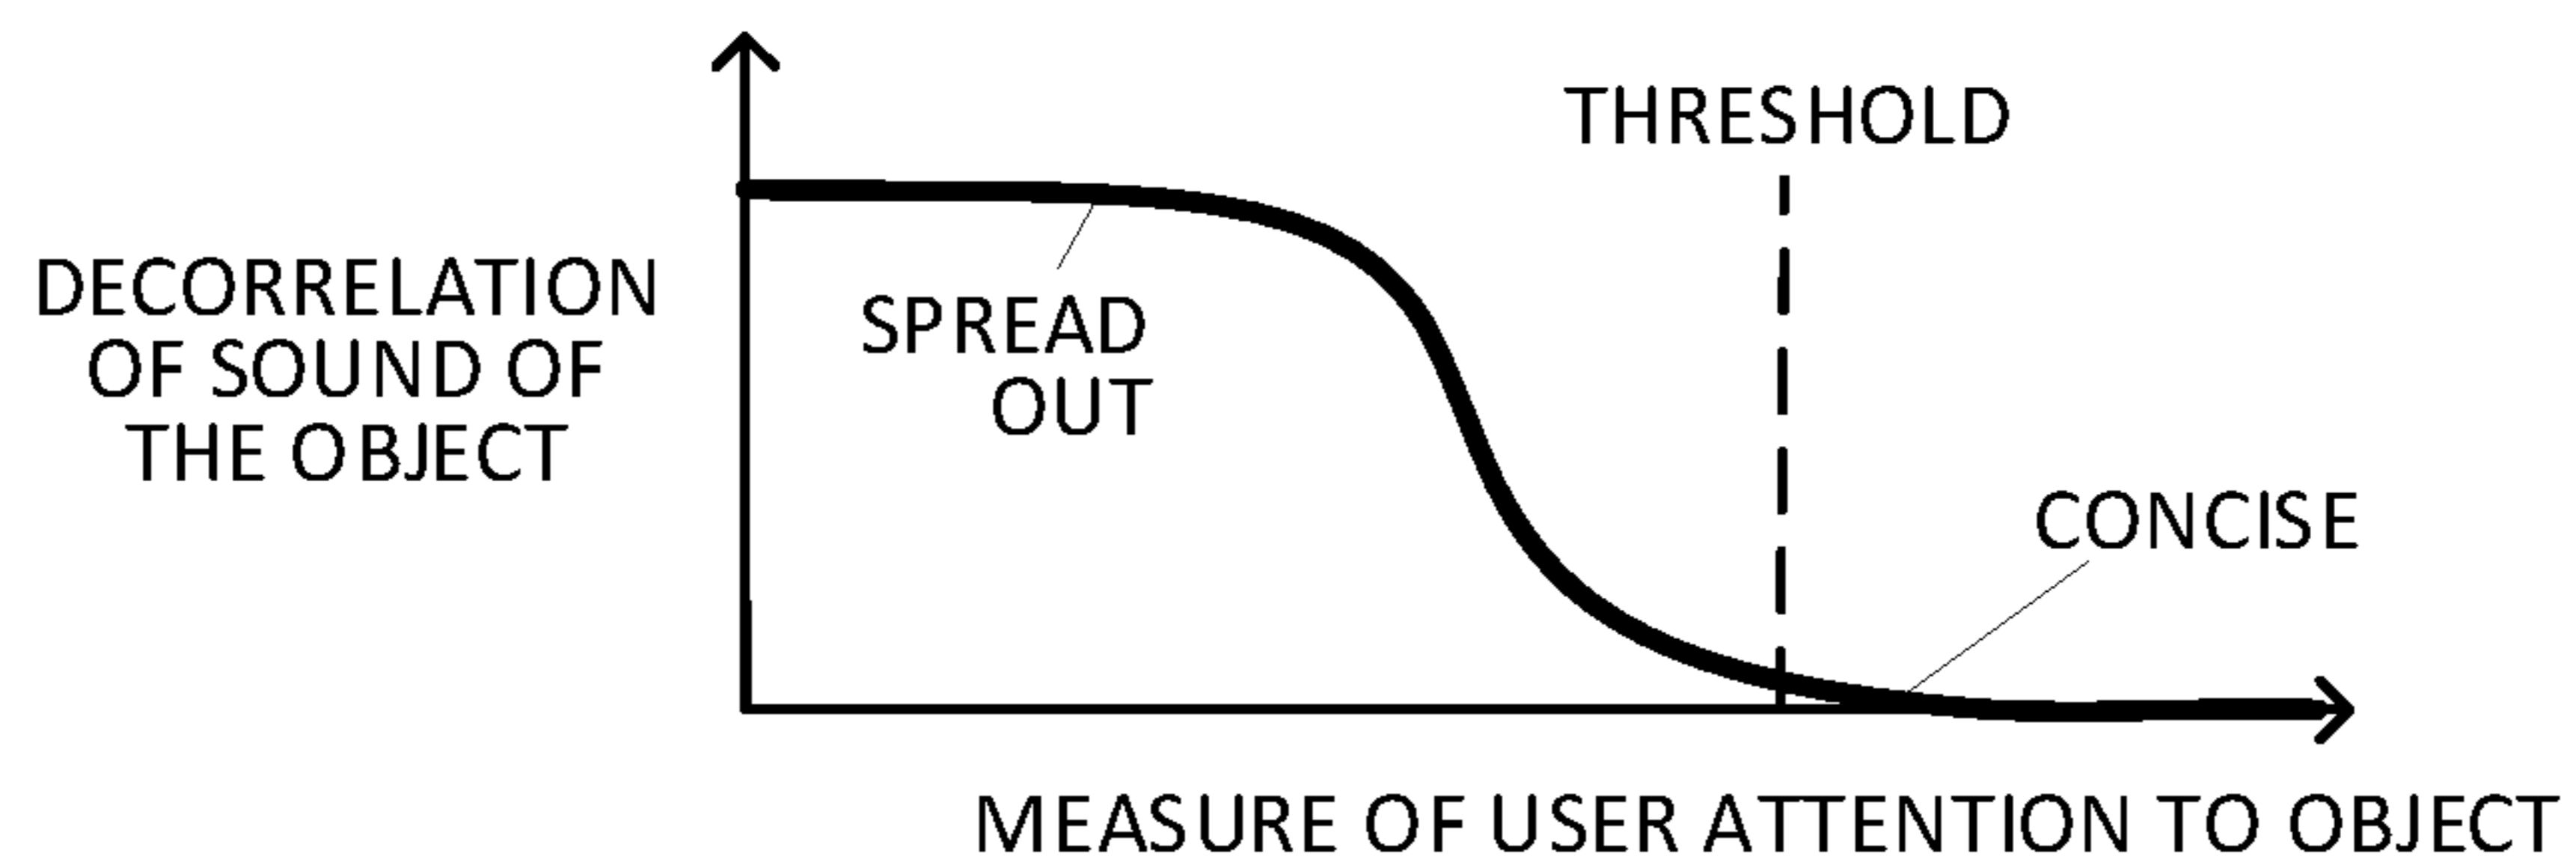 THRESHOLD
DECORRELATION
OF SOUND OF
THE OBJECT
SPREAD
OUT
CONCISE
MEASURE OF USER ATTENTION TO OBJECT